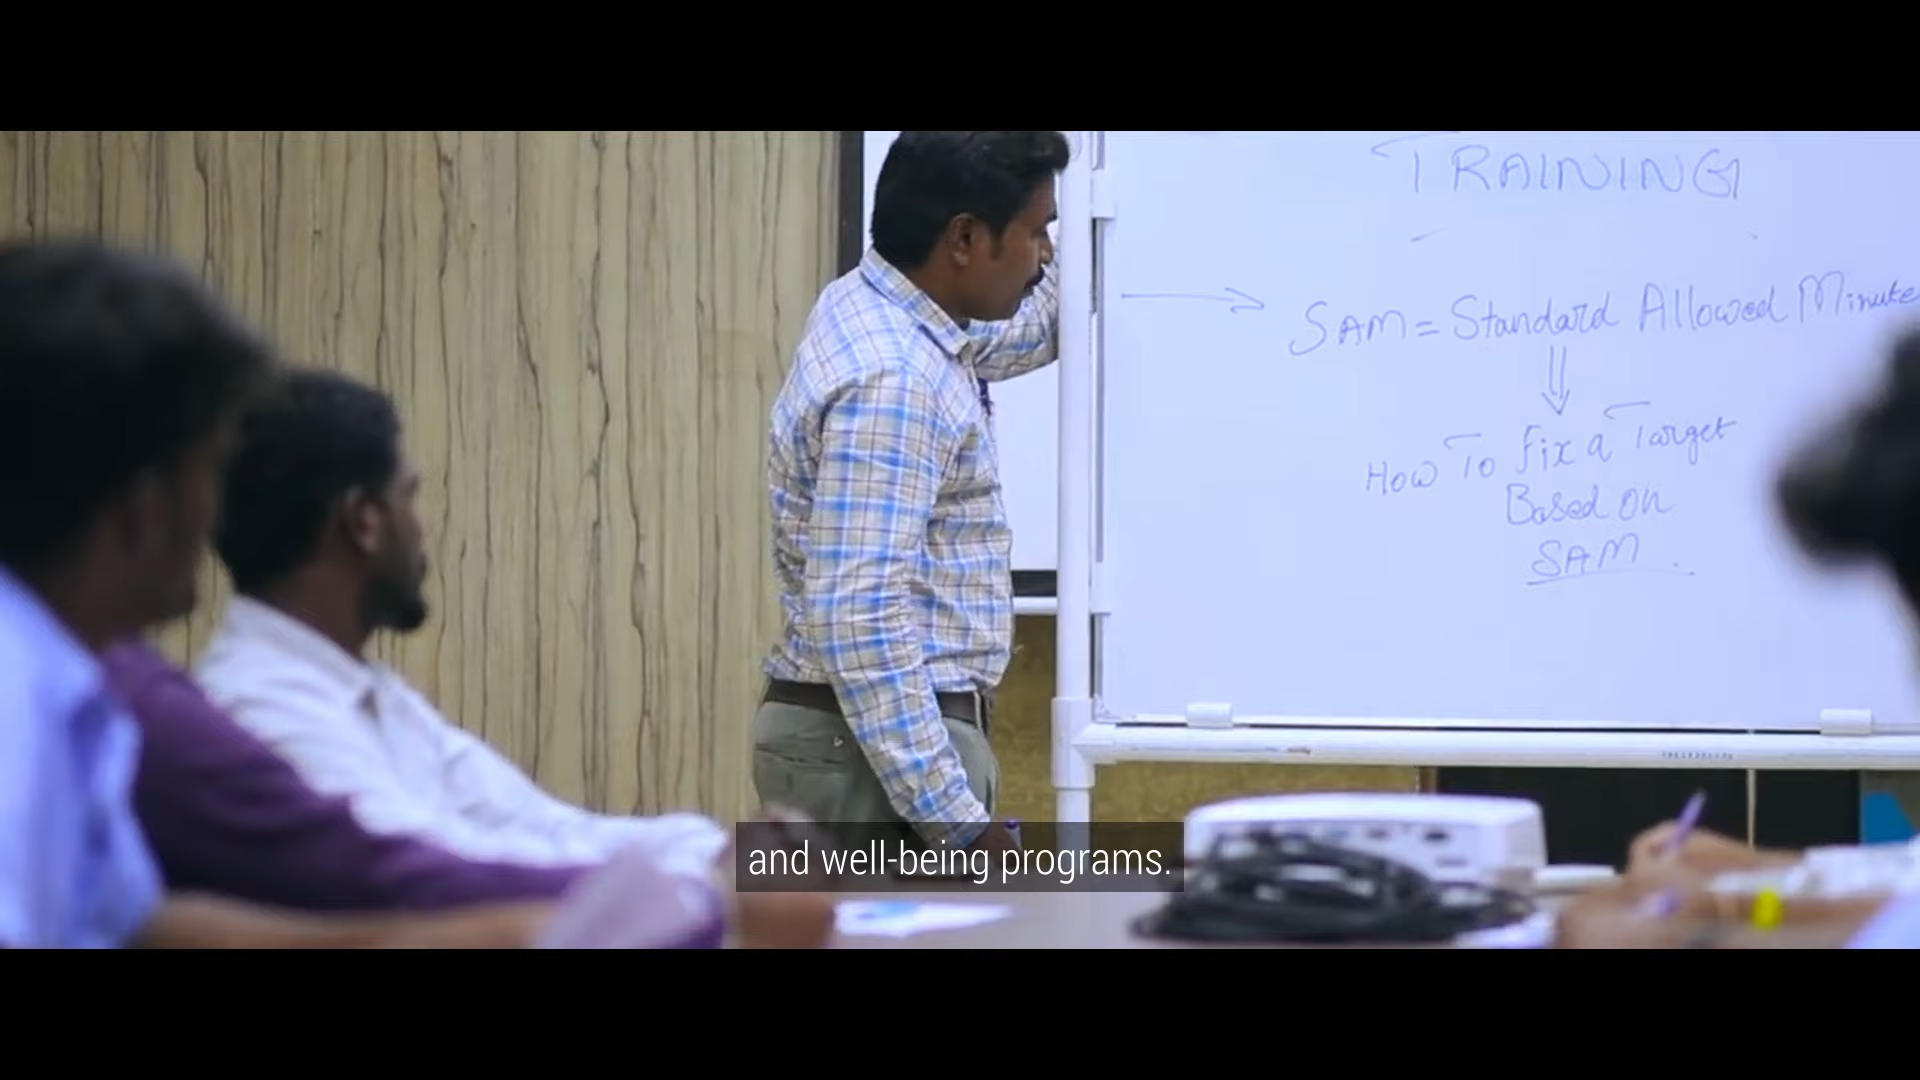 TRAINING
SAM = Standard Allowed Minute
How To fix a Target
Based on
SAM.
and well-being programs.